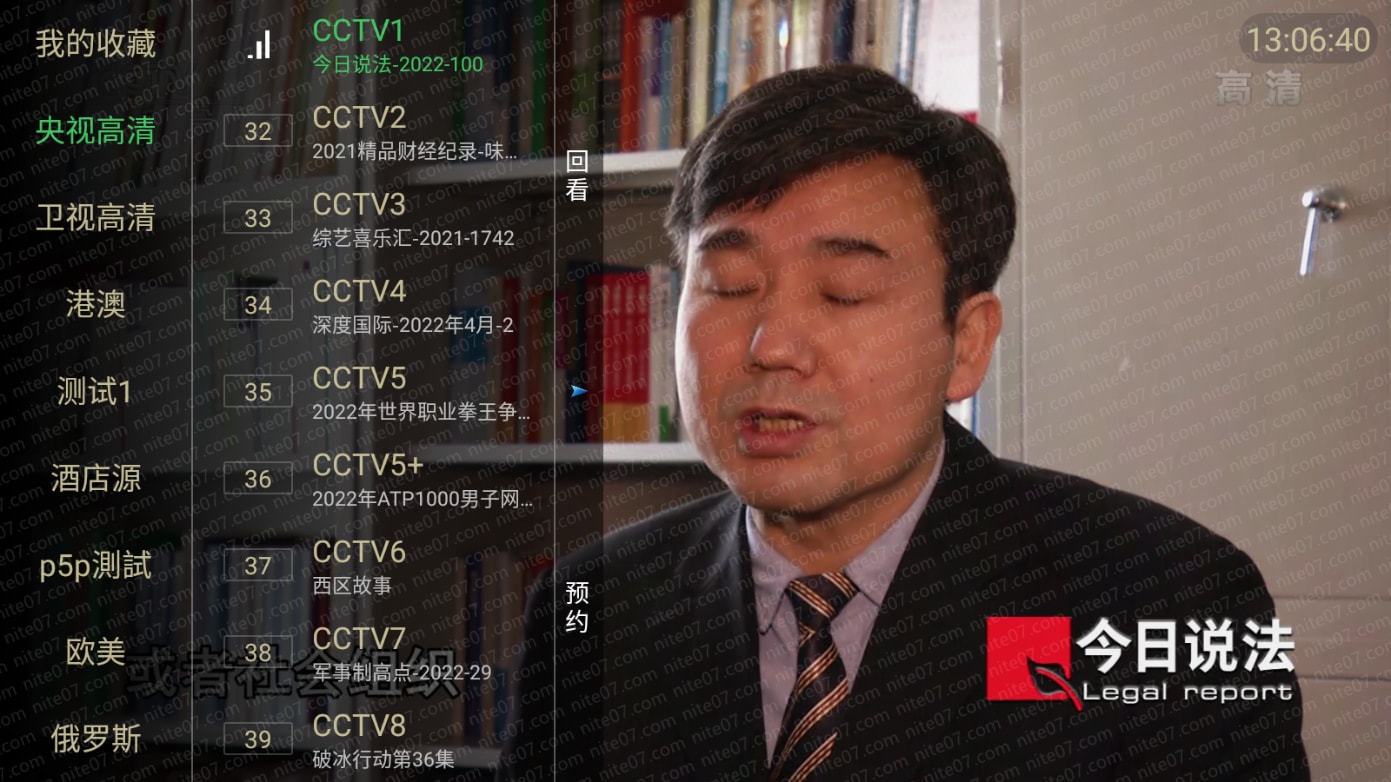 我的收藏
央视高清
卫视高清
港澳
测试1
酒店源
p5p測試
欧美
俄罗斯
CCTV1
今日说法-2022-100
32
CCTV2
2021精品财经纪录-味...
33
CCTV3
综艺喜乐汇-2021-1742
34
CCTV4
深度国际-2022年4月-2
35
CCTV5
2022年世界职业拳王争...
36
CCTV5+
2022年ATP1000男子网...
37
CCTV6
西区故事
38
CCTV7
军事制高点-2022-29
39
CCTV8
破冰行动第36集
回看
预约
13:06:40
高清
或者社会组织
今日说法
Legal report
nite07.com